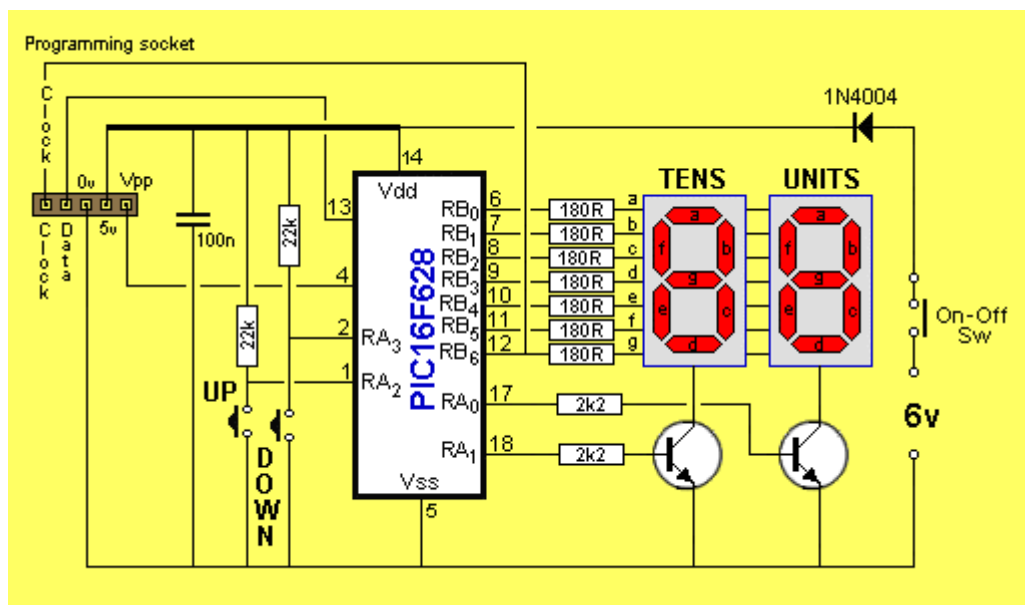 Programming socket
Clock
1N4004
14
0v
Vpp
TENS
UNITS
Vdd
5v
Clock
Data
100n
22k
22k
13
4
2
1
RA3
RA2
PIC16F628
RB0
RB1
RB2
RB3
RB4
RB5
RB6
RA0
RA1
Vss
5
6
7
8
9
10
11
12
17
18
180R
180R
180R
180R
180R
180R
180R
2k2
2k2
a
b
c
d
e
f
g
a
f
b
g
e
c
d
a
f
b
g
e
c
d
On-Off
Sw
6v
UP
DOWN